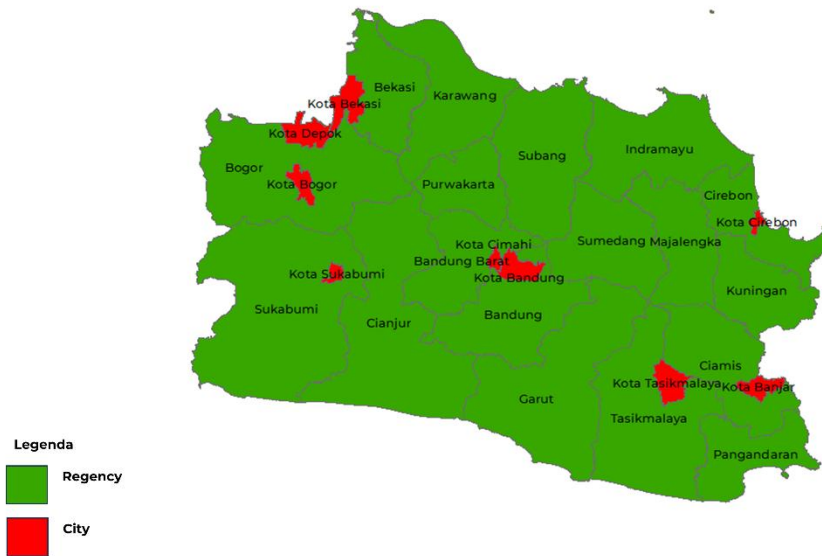 Bekasi
Karawang
Kota Bekasi
Kota Depok
Subang
Indramayu
Bogor
Kota Bogor
Purwakarta
Cirebon
Kota Cirebon
Kota Cimahi
Sumedang
Majalengka
Bandung Barat
Kota Sukabumi
Kota Bandung
Kuningan
Sukabumi
Cianjur
Bandung
Ciamis
Kota Tasikmalaya
Kota Banjar
Garut
Tasikmalaya
Pangandaran
Legenda
Regency
City